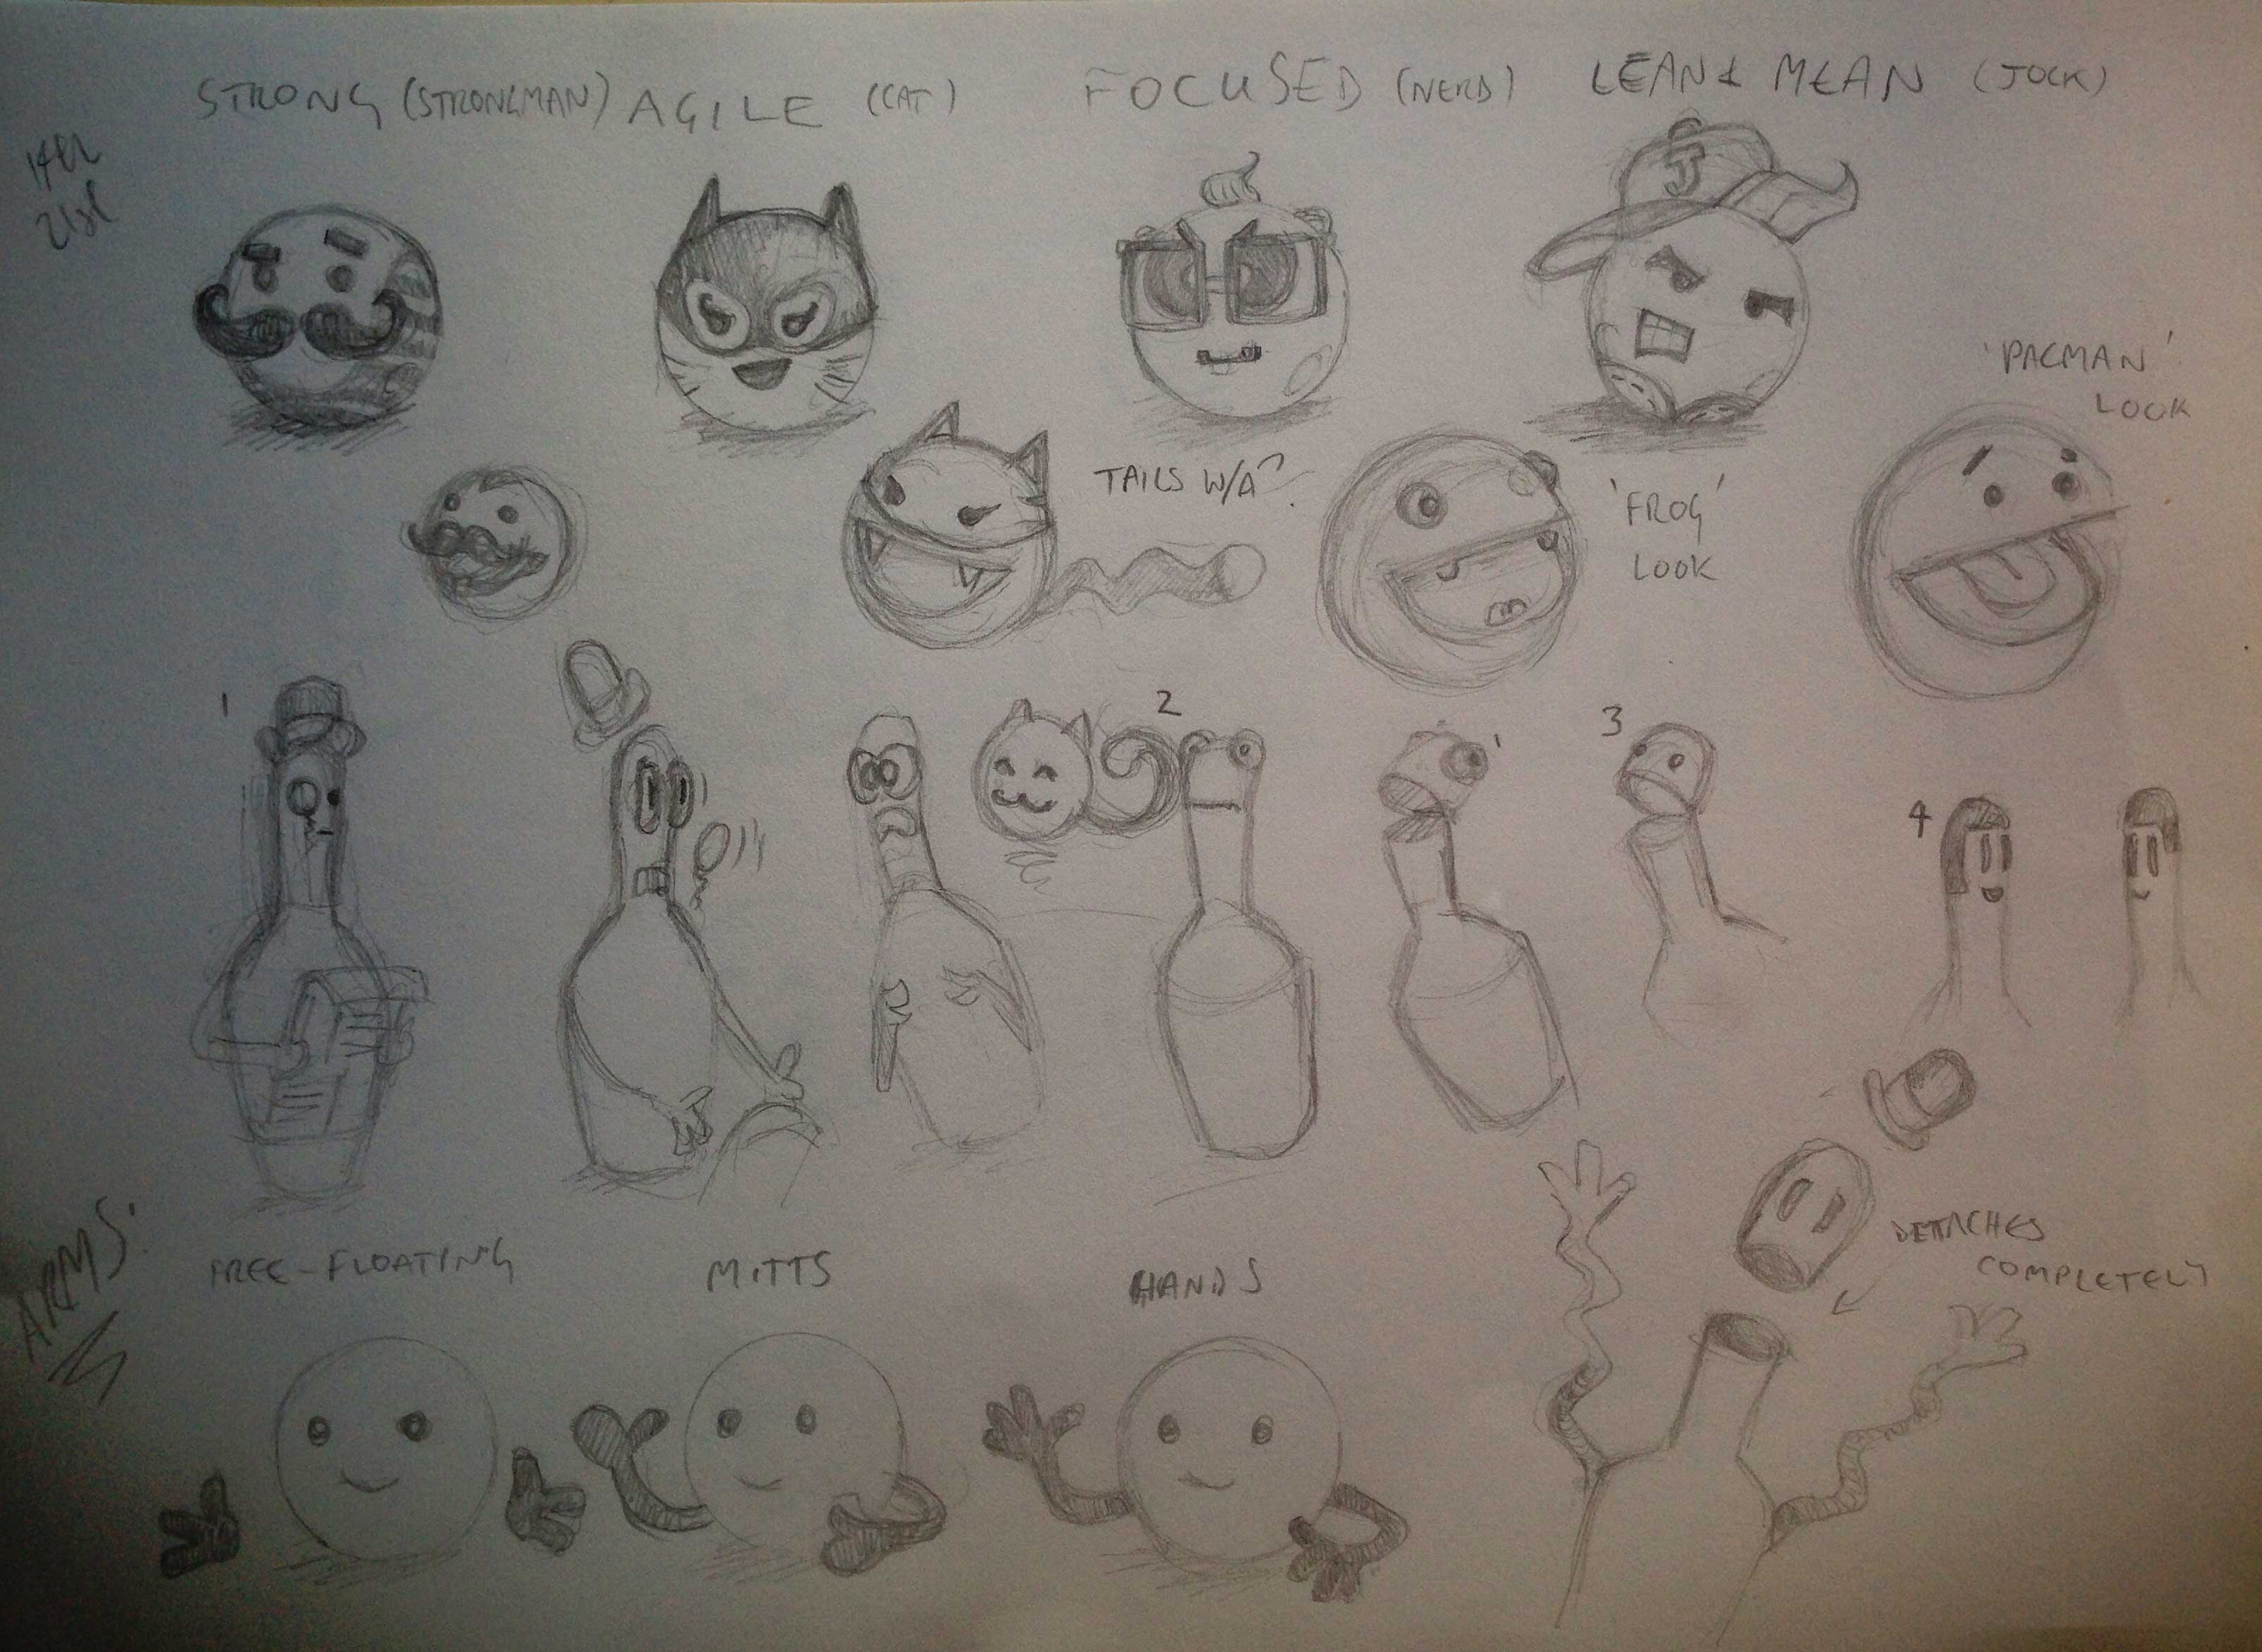 STRONG (STRONGMAN) AGILE (CAT) FOCUSED (NERD) LEAN & MEAN (JOCK)
J
'PACMAN'
LOOK
TAILS W/A?
'FROG'
LOOK
1
2
3
4
ARMS:
FREE-FLOATING
MITTS
HANDS
DETACHES
COMPLETELY